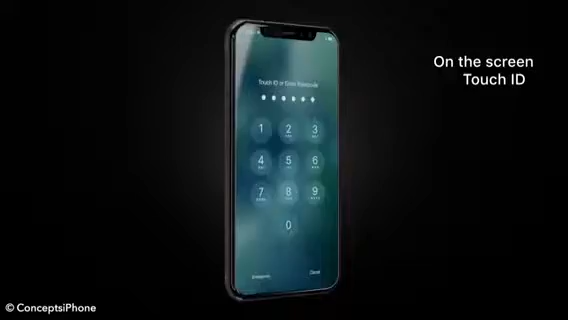 On the screen
Touch ID
Touch ID or Enter Passcode
1 2 3
4 5 6
7 8 9
0
Emergency Cancel
© ConceptsiPhone